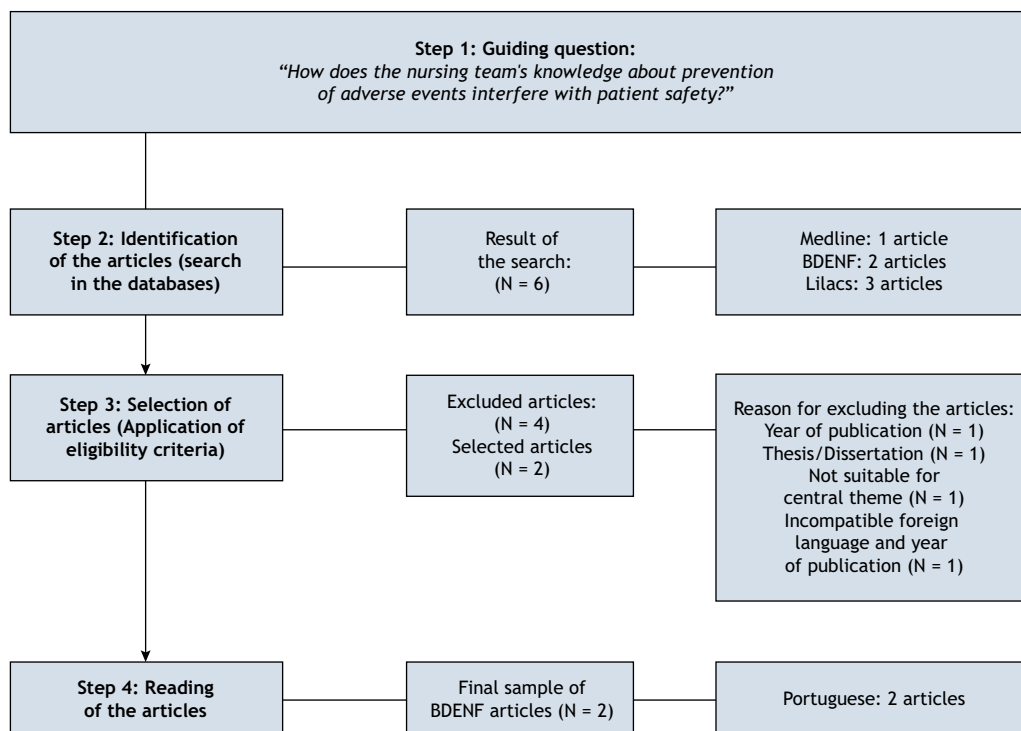 Step 1: Guiding question:
“How does the nursing team's knowledge about prevention
of adverse events interfere with patient safety?”
Step 2: Identification
of the articles (search
in the databases)
Result of
the search:
(N = 6)
Medline: 1 article
BDENF: 2 articles
Lilacs: 3 articles
Step 3: Selection of
articles (Application of
eligibility criteria)
Excluded articles:
(N = 4)
Selected articles
(N = 2)
Reason for excluding the articles:
Year of publication (N = 1)
Thesis/Dissertation (N = 1)
Not suitable for
central theme (N = 1)
Incompatible foreign
language and year
of publication (N = 1)
Step 4: Reading
of the articles
Final sample of
BDENF articles (N = 2)
Portuguese: 2 articles